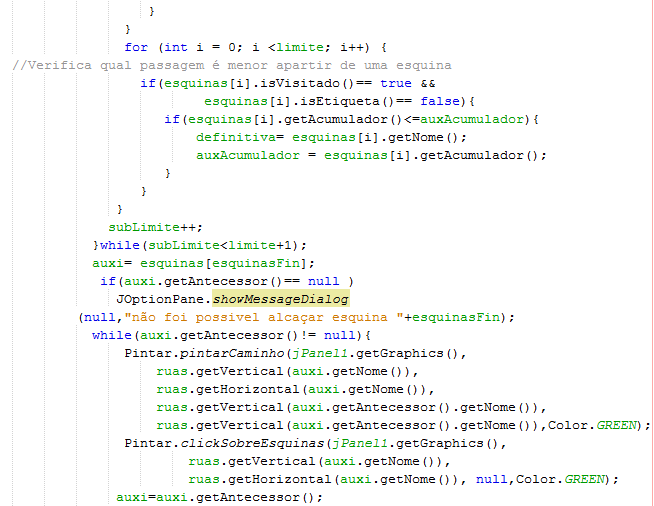 }
}
for (int i = 0; i <limite; i++) {
//Verifica qual passagem é menor apartir de uma esquina
if(esquinas[i].isVisitado()== true &&
esquinas[i].isEtiqueta()== false){
if(esquinas[i].getAcumulador()<=auxAcumulador){
definitiva= esquinas[i].getNome();
auxAcumulador = esquinas[i].getAcumulador();
}
}
}
subLimite++;
}while(subLimite<limite+1);
auxi= esquinas[esquinasFin];
if(auxi.getAntecessor()== null )
JOptionPane.showMessageDialog
(null,"não foi possivel alcaçar esquina "+esquinasFin);
while(auxi.getAntecessor()!= null){
Pintar.pintarCaminho(jPanel1.getGraphics(),
ruas.getVertical(auxi.getNome()),
ruas.getHorizontal(auxi.getNome()),
ruas.getVertical(auxi.getAntecessor().getNome()),
ruas.getVertical(auxi.getAntecessor().getNome()),Color.GREEN);
Pintar.clickSobreEsquinas(jPanel1.getGraphics(),
ruas.getVertical(auxi.getNome()),
ruas.getHorizontal(auxi.getNome()), null,Color.GREEN);
auxi=auxi.getAntecessor();